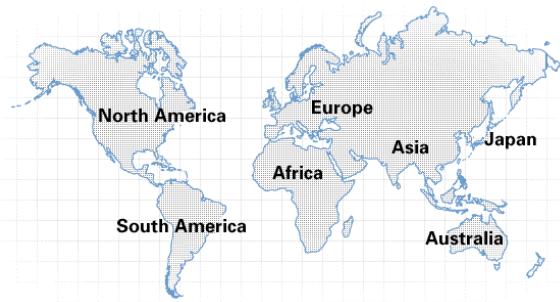 North America
Europe
Asia
Japan
Africa
South America
Australia